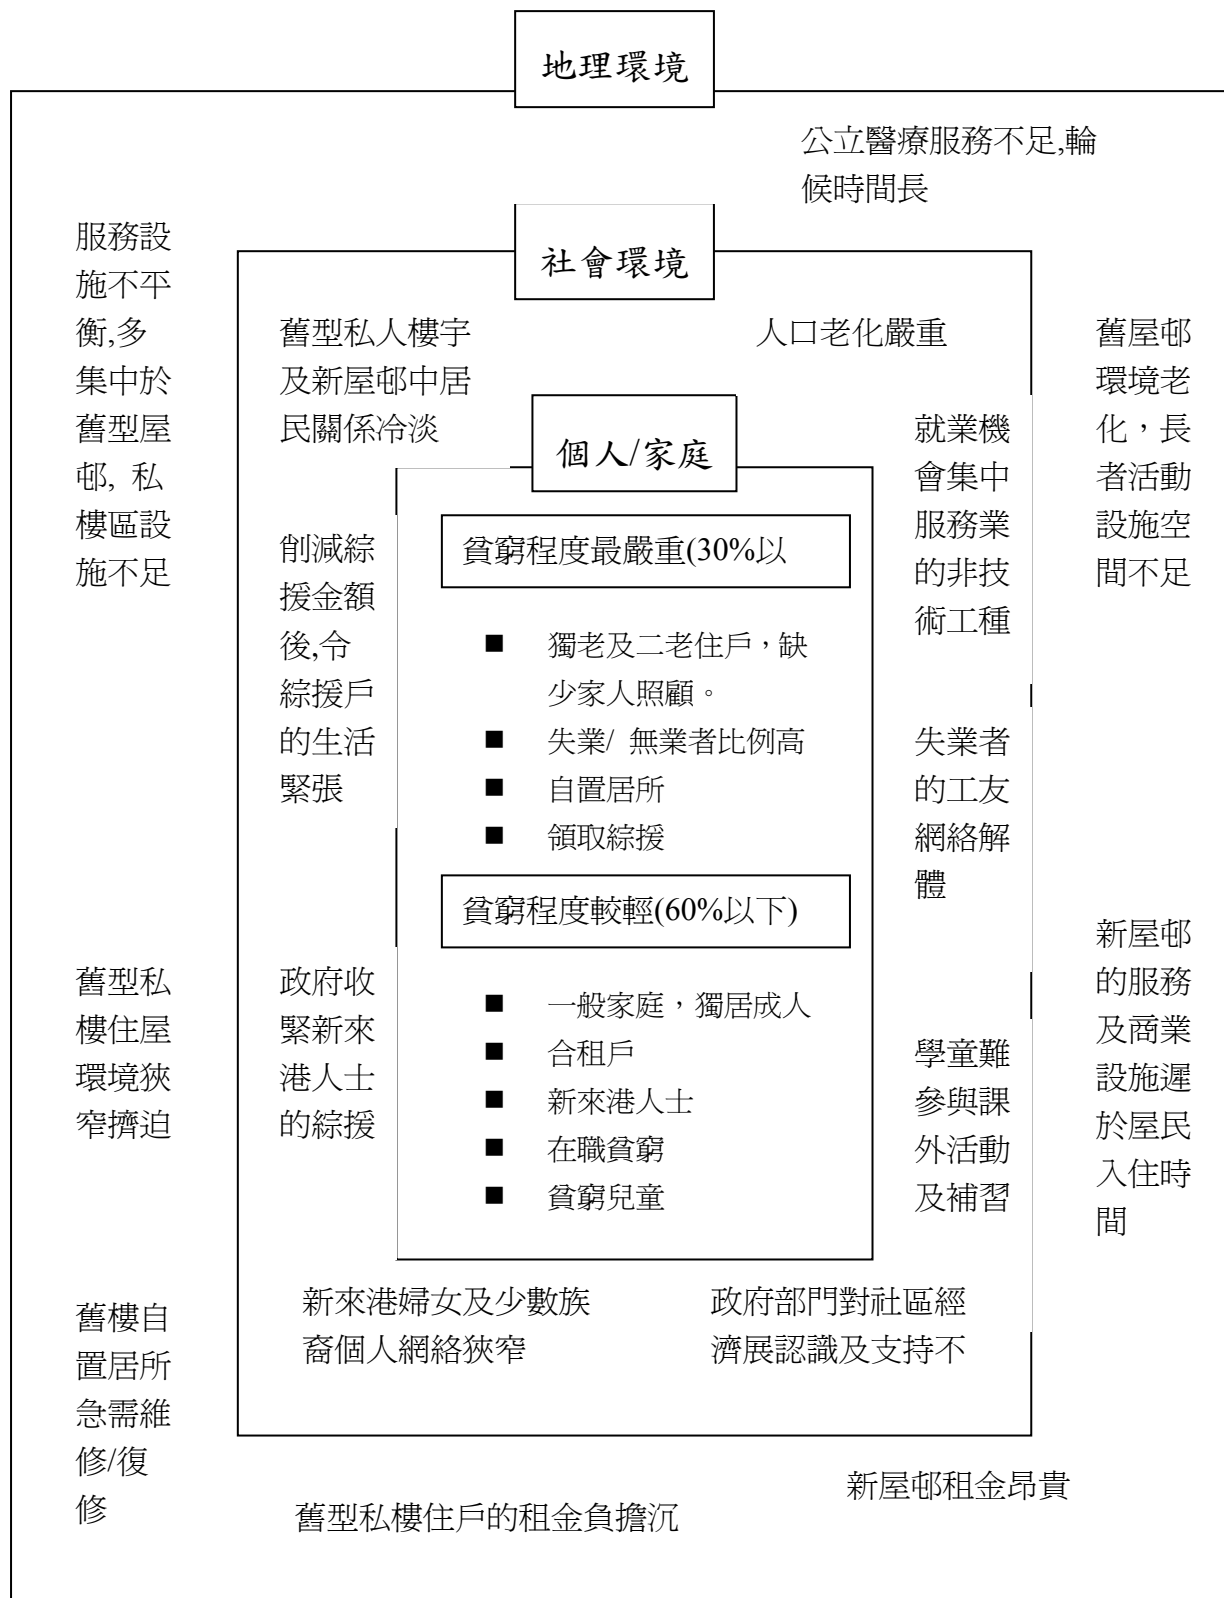 地理環境
公立醫療服務不足,輪
候時間長
服務設
施不平
衡,多
集中於
舊型屋
邨, 私
樓區設
施不足
社會環境
舊型私人樓宇
及新屋邨中居
民關係冷淡
人口老化嚴重
舊屋邨
環境老
化，長
者活動
設施空
間不足
個人/家庭
就業機
會集中
服務業
的非技
術工種
削減綜
援金額
後,令
綜援戶
的生活
緊張
貧窮程度最嚴重(30%以
■ 獨老及二老住戶，缺
少家人照顧。
■ 失業/ 無業者比例高
■ 自置居所
■ 領取綜援
失業者
的工友
網絡解
體
貧窮程度較輕(60%以下)
■ 一般家庭，獨居成人
■ 合租戶
■ 新來港人士
■ 在職貧窮
■ 貧窮兒童
舊型私
樓住屋
環境狹
窄擠迫
政府收
緊新來
港人士
的綜援
學童難
參與課
外活動
及補習
新屋邨
的服務
及商業
設施遲
於屋民
入住時
間
新來港婦女及少數族
裔個人網絡狹窄
政府部門對社區經
濟展認識及支持不
舊樓自
置居所
急需維
修/復
修
舊型私樓住戶的租金負擔沉
新屋邨租金昂貴